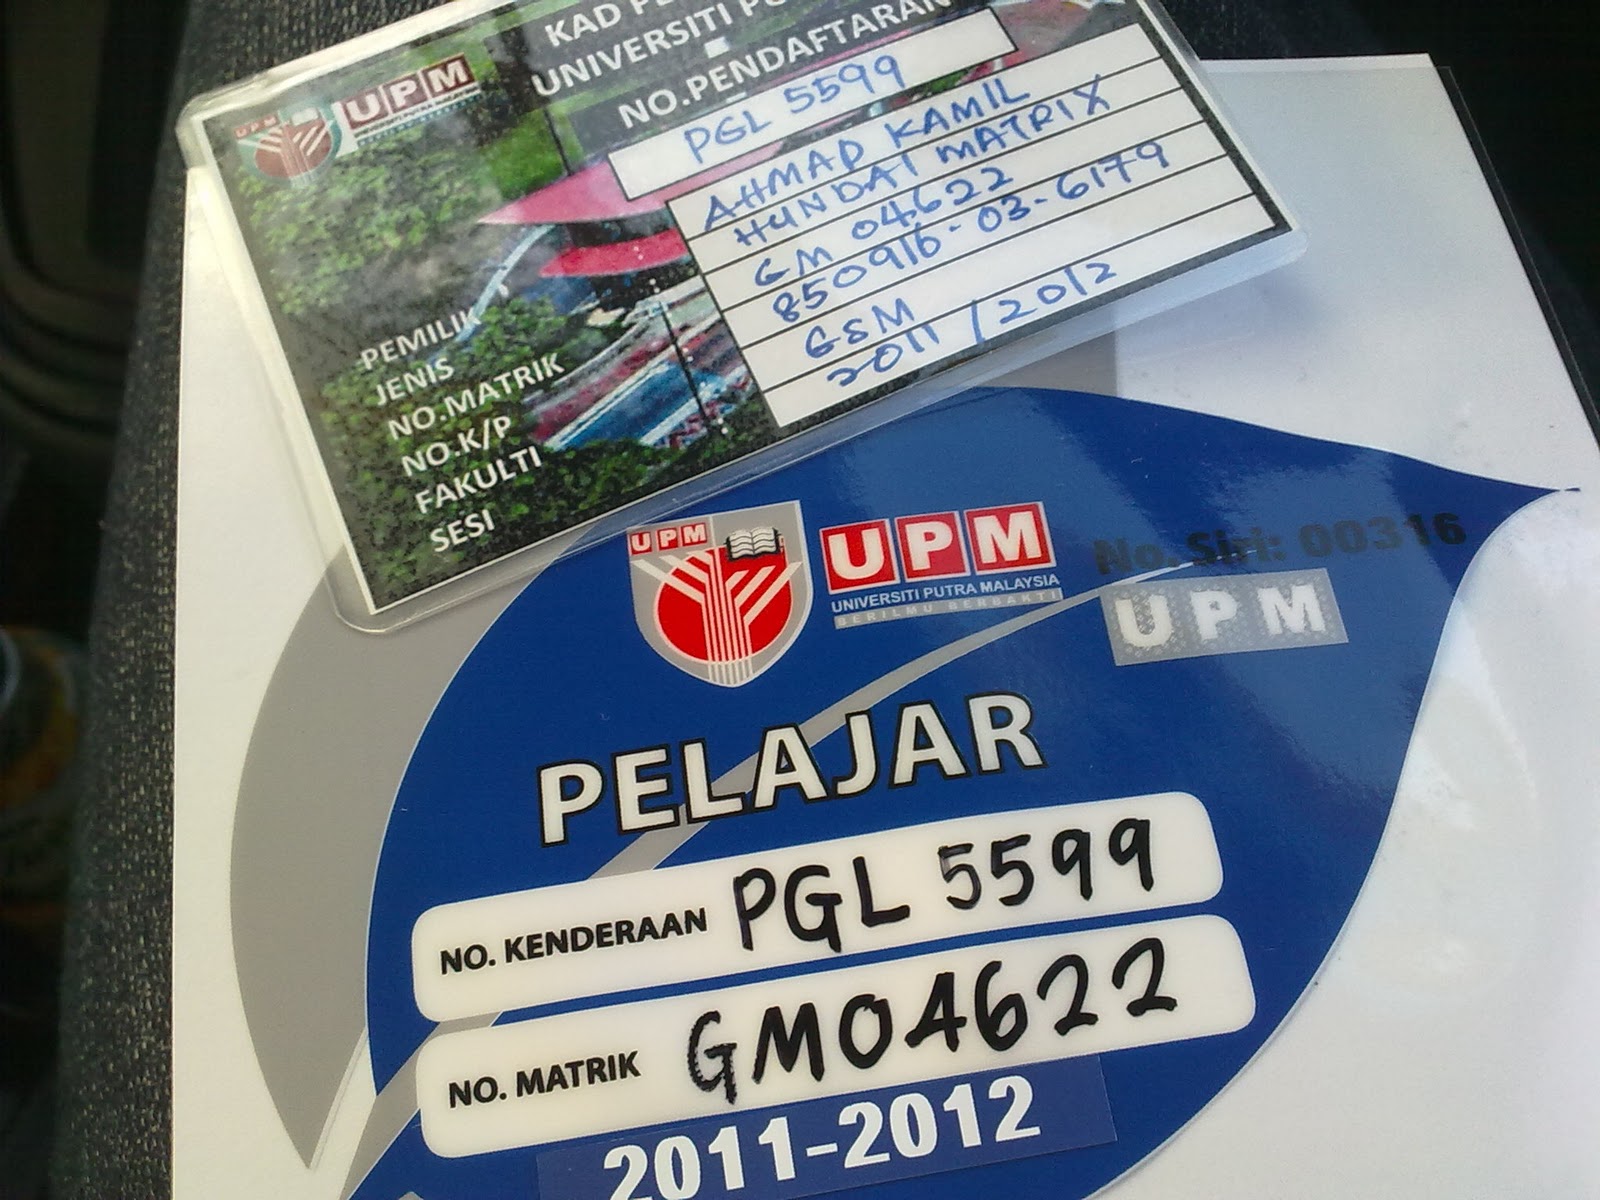 KAD
UNIVERSITI
NO.PENDAFTARAN
UPM
UPM
PGL 5599
PEMILIK AHMAD KAMIL
JENIS HUNDAI MATRIX
NO.MATRIK GM 04622
NO.K/P 850916-03-6179
FAKULTI GSM
SESI 2011/2012
UPM
UPM
UNIVERSITI PUTRA MALAYSIA
BERILMU BERBAKTI
No. Siri: 00316
UPM
PELAJAR
NO. KENDERAAN PGL 5599
NO. MATRIK GM04622
2011-2012